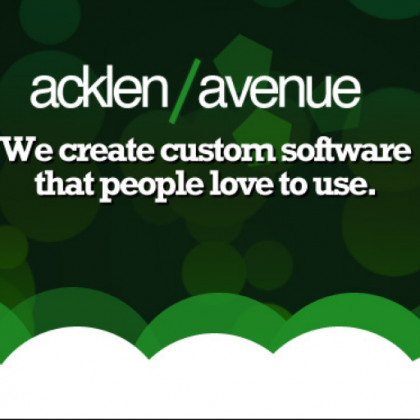 acklen/avenue
We create custom software
that people love to use.